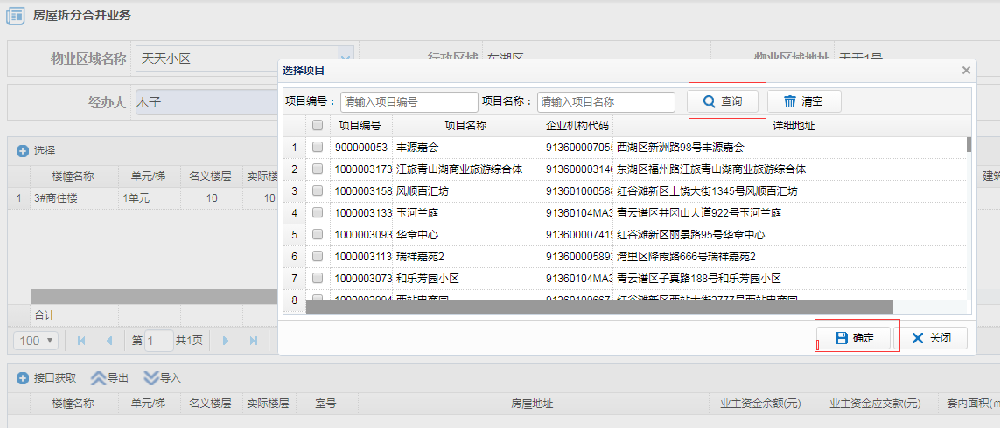 房屋拆分合并业务
物业区域名称 天天小区 行政区域 东湖区 物业区域地址 天天1号
经办人 木子
选择项目
项目编号： 请输入项目编号 项目名称： 请输入项目名称 查询 清空
项目编号 项目名称 企业机构代码 详细地址
1 900000053 丰源嘉会 913600007055 西湖区新洲路98号丰源嘉会
2 1000003173 江旅青山湖商业旅游综合体 913600003146 东湖区福州路江旅青山湖商业旅游综合体
3 1000003158 风顺百汇坊 913601000588 红谷滩新区上饶大街1345号风顺百汇坊
4 1000003133 玉河兰庭 91360104MA3 青云谱区井冈山大道922号玉河兰庭
5 1000003093 华章中心 913600007419 红谷滩新区丽景路95号华章中心
6 1000003113 瑞祥嘉苑2 913600005892 湾里区降霞路666号瑞祥嘉苑2
7 1000003073 和乐芳园小区 91360104MA3 青云谱区子真路188号和乐芳园小区
8
确定 关闭
选择
楼幢名称 单元/梯 名义楼层 实际楼 建筑
1 3#商住楼 1单元 10 10
合计
100 第 1 共1页
接口获取 导出 导入
楼幢名称 单元/梯 名义楼层 实际楼层 室号 房屋地址 业主资金余额(元) 业主资金应交款(元) 套内面积(m